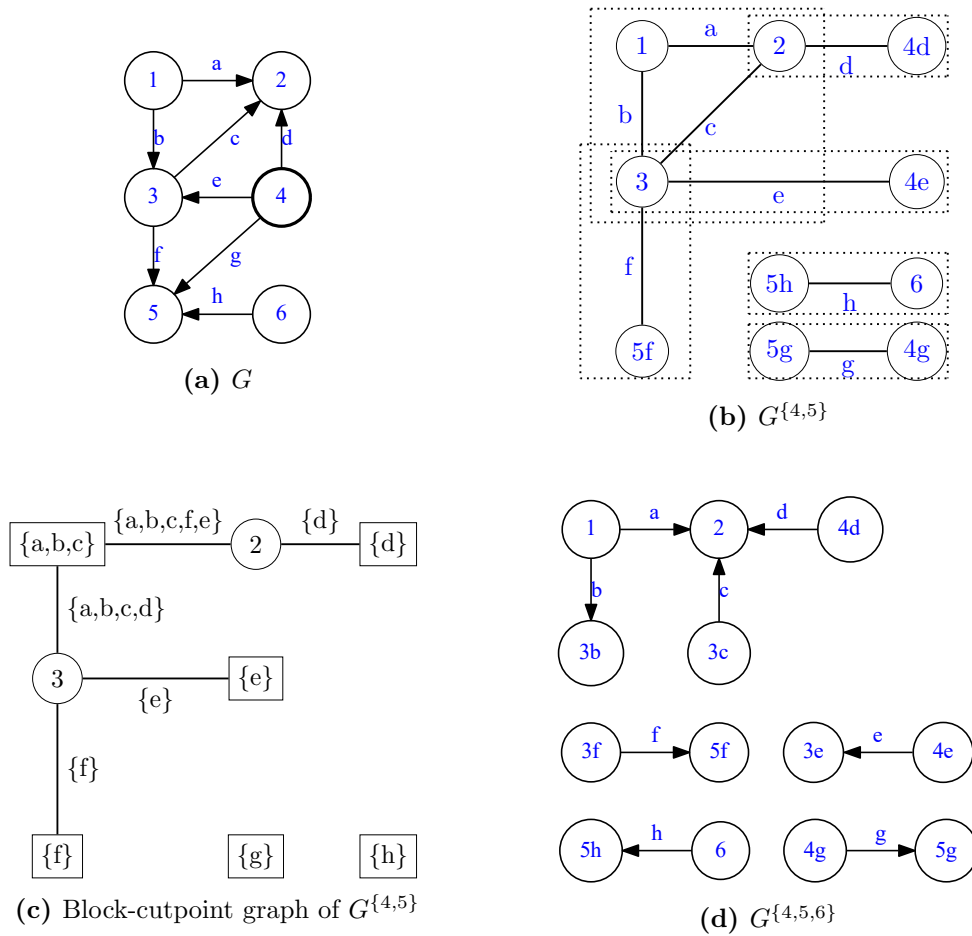 1 a 2
b c d
3 e 4
f g
5 h 6
(a) G
1 a 2 4d
d
b c
3 4e
e
f
5h 6
h
5f 5g 4g
g
(b) G^{4,5}
{a,b,c} {a,b,c,f,e} 2 {d} {d}
{a,b,c,d}
3 {e} {e}
{f}
{f} {g} {h}
(c) Block-cutpoint graph of G^{4,5}
1 a 2 d 4d
b c
3b 3c
3f f 5f 3e e 4e
5h h 6 4g g 5g
(d) G^{4,5,6}